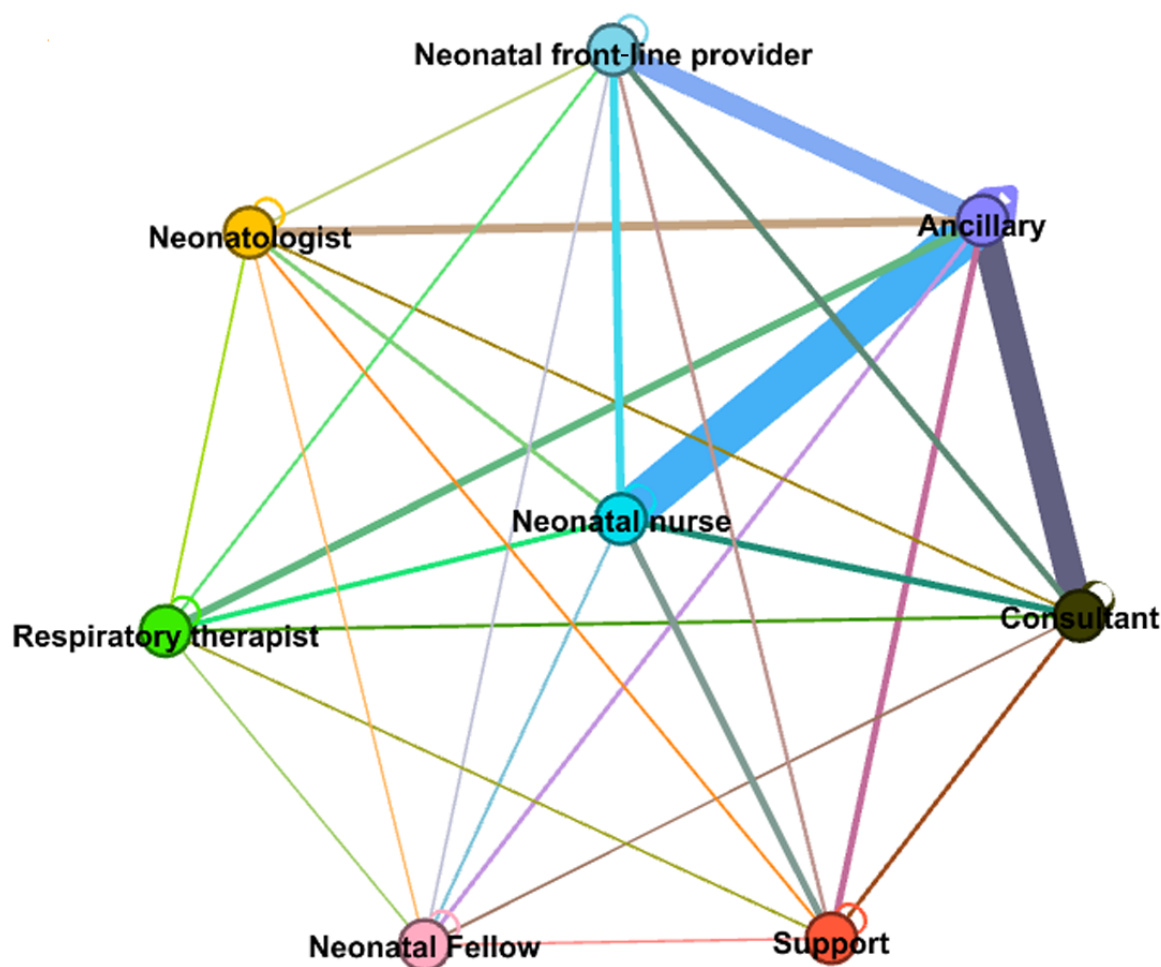 Neonatal front-line provider
Ancillary
Neonatologist
Neonatal nurse
Consultant
Respiratory therapist
Neonatal Fellow
Support